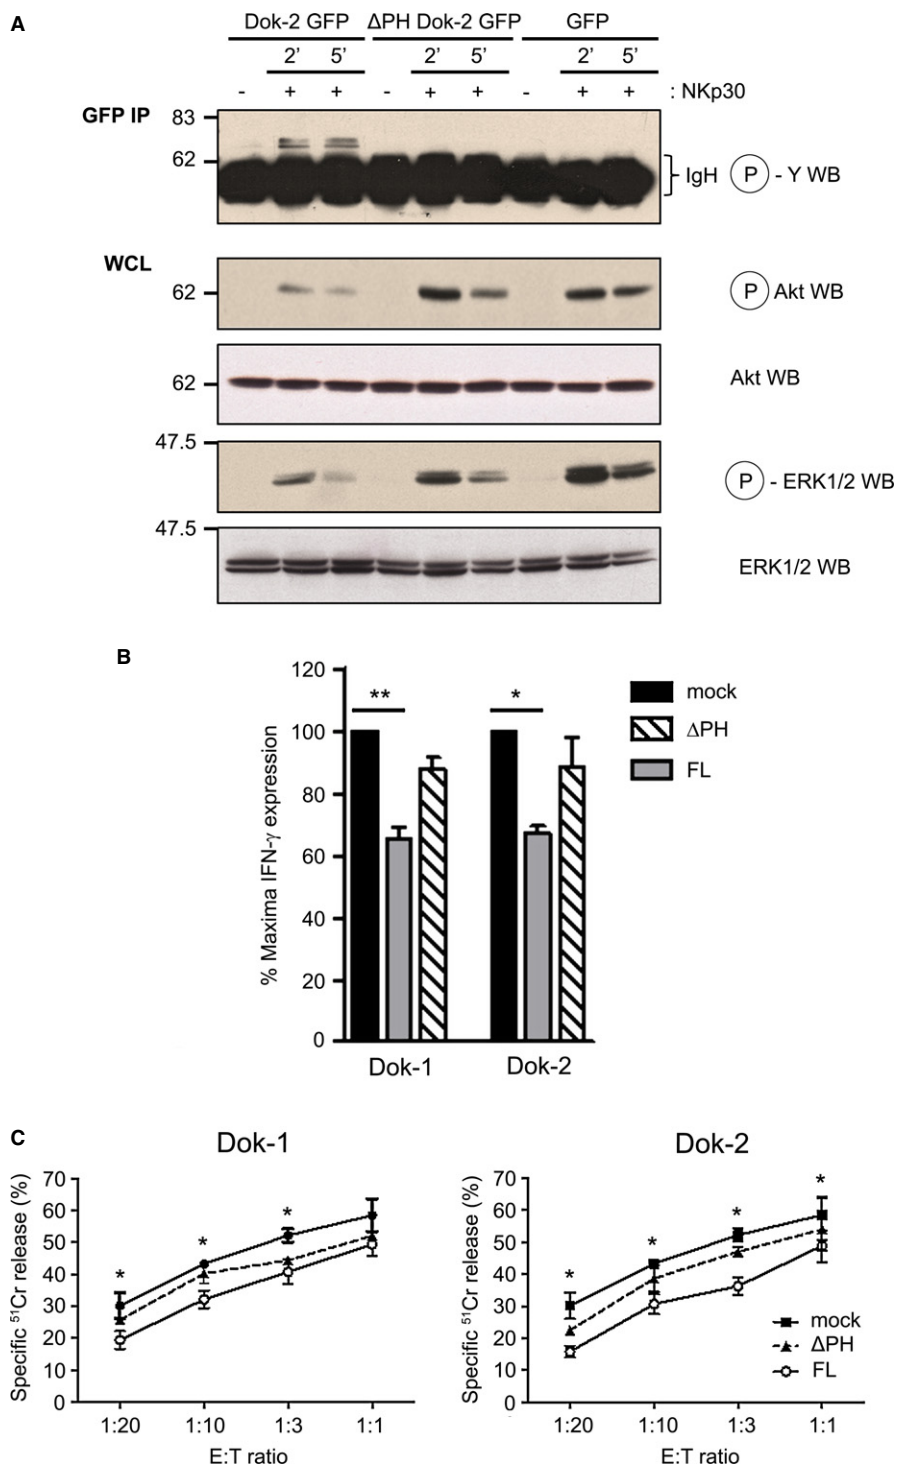 A
Dok-2 GFP ΔPH Dok-2 GFP GFP
2’ 5’ 2’ 5’ 2’ 5’
- + + - + + - + + : NKp30
GFP IP
83
62
IgH P - Y WB
WCL
62 P Akt WB
62 Akt WB
47.5
P - ERK1/2 WB
47.5
ERK1/2 WB
B
% Maxima IFN-γ expression
120
100
80
60
40
20
0
** *
Dok-1 Dok-2
mock
ΔPH
FL
C
Dok-1
Specific ⁵¹Cr release (%)
70
60
50
40
30
20
10
0
* * *
1:20 1:10 1:3 1:1
E:T ratio
Dok-2
Specific ⁵¹Cr release (%)
70
60
50
40
30
20
10
0
* * * *
1:20 1:10 1:3 1:1
E:T ratio
mock
ΔPH
FL